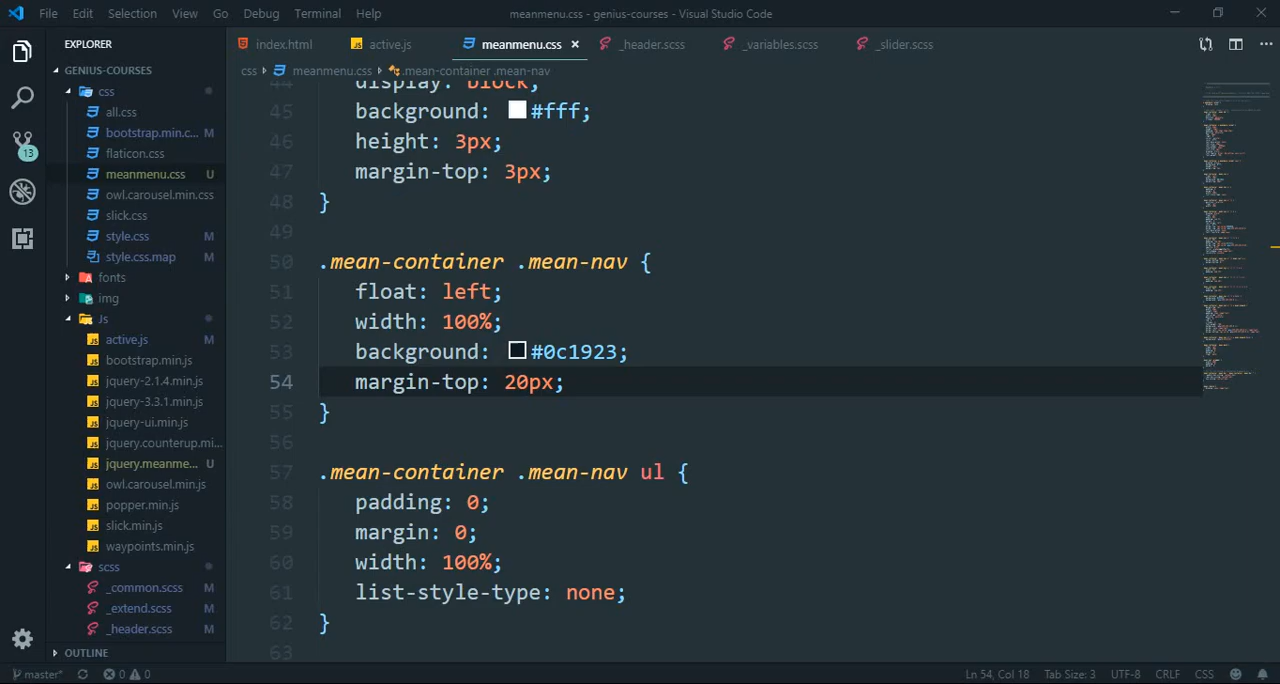 File Edit Selection View Go Debug Terminal Help meanmenu.css - genius-courses - Visual Studio Code
EXPLORER
GENIUS-COURSES
css
all.css
bootstrap.min.c... M
flaticon.css
meanmenu.css U
owl.carousel.min.css
slick.css
style.css M
style.css.map M
fonts
img
Js
active.js M
bootstrap.min.js
jquery-2.1.4.min.js
jquery-3.3.1.min.js
jquery-ui.min.js
jquery.counterup.mi...
jquery.meanme... U
owl.carousel.min.js
popper.min.js
slick.min.js
waypoints.min.js
scss
_common.scss M
_extend.scss M
_header.scss M
OUTLINE
13
index.html active.js meanmenu.css × _header.scss _variables.scss _slider.scss
css meanmenu.css .mean-container .mean-nav
44 display: block;
45 background: #fff;
46 height: 3px;
47 margin-top: 3px;
48 }
49
50 .mean-container .mean-nav {
51 float: left;
52 width: 100%;
53 background: #0c1923;
54 margin-top: 20px;
55 }
56
57 .mean-container .mean-nav ul {
58 padding: 0;
59 margin: 0;
60 width: 100%;
61 list-style-type: none;
62 }
63
master* 0 0 Ln 54, Col 18 Tab Size: 3 UTF-8 CRLF CSS